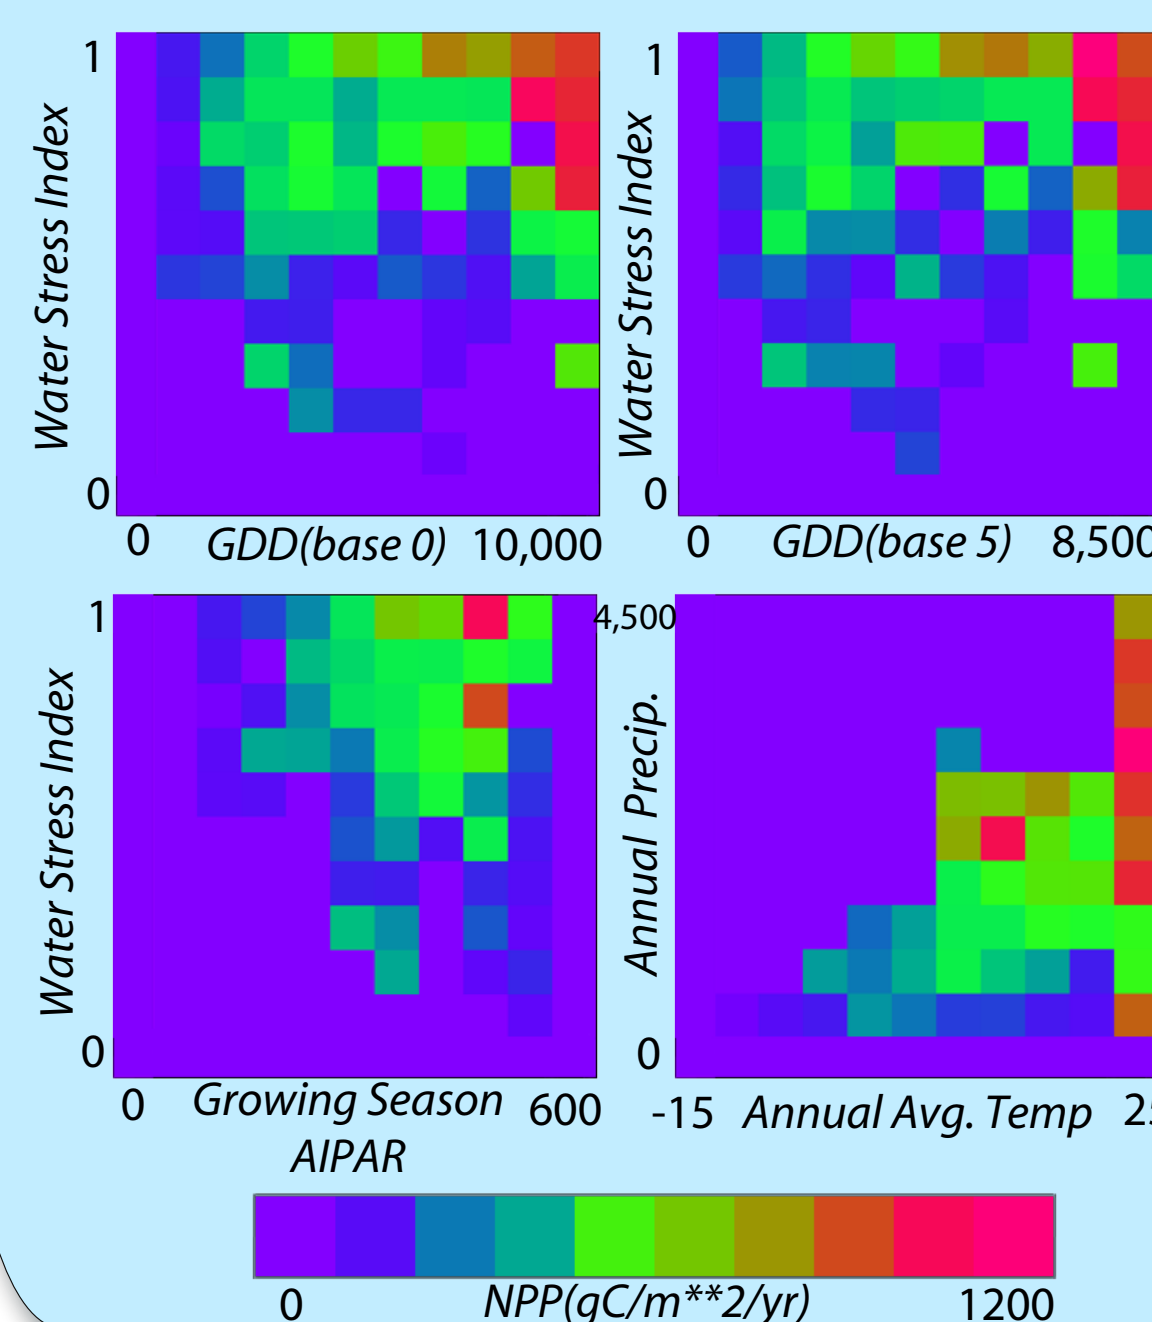 1
Water Stress Index
0
0 GDD(base 0) 10,000
1
Water Stress Index
0
0 GDD(base 5) 8,500
1
Water Stress Index
0
0 Growing Season 600
AIPAR
4,500
Annual Precip.
0
-15 Annual Avg. Temp
0 NPP(gC/m**2/yr) 1200